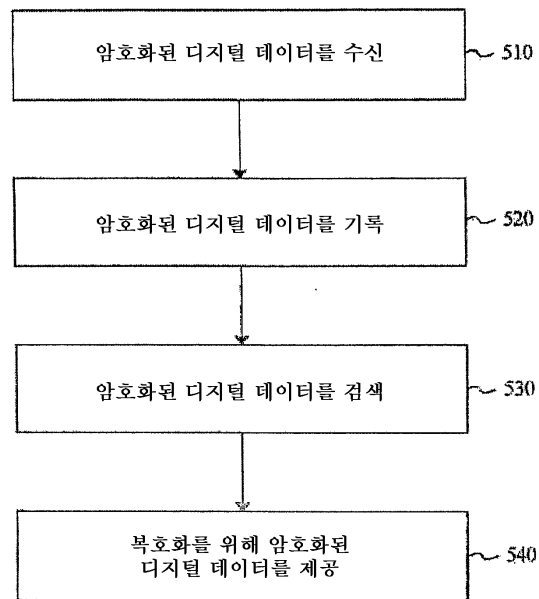 암호화된 디지털 데이터를 수신
510
암호화된 디지털 데이터를 기록
520
암호화된 디지털 데이터를 검색
530
복호화를 위해 암호화된
디지털 데이터를 제공
540